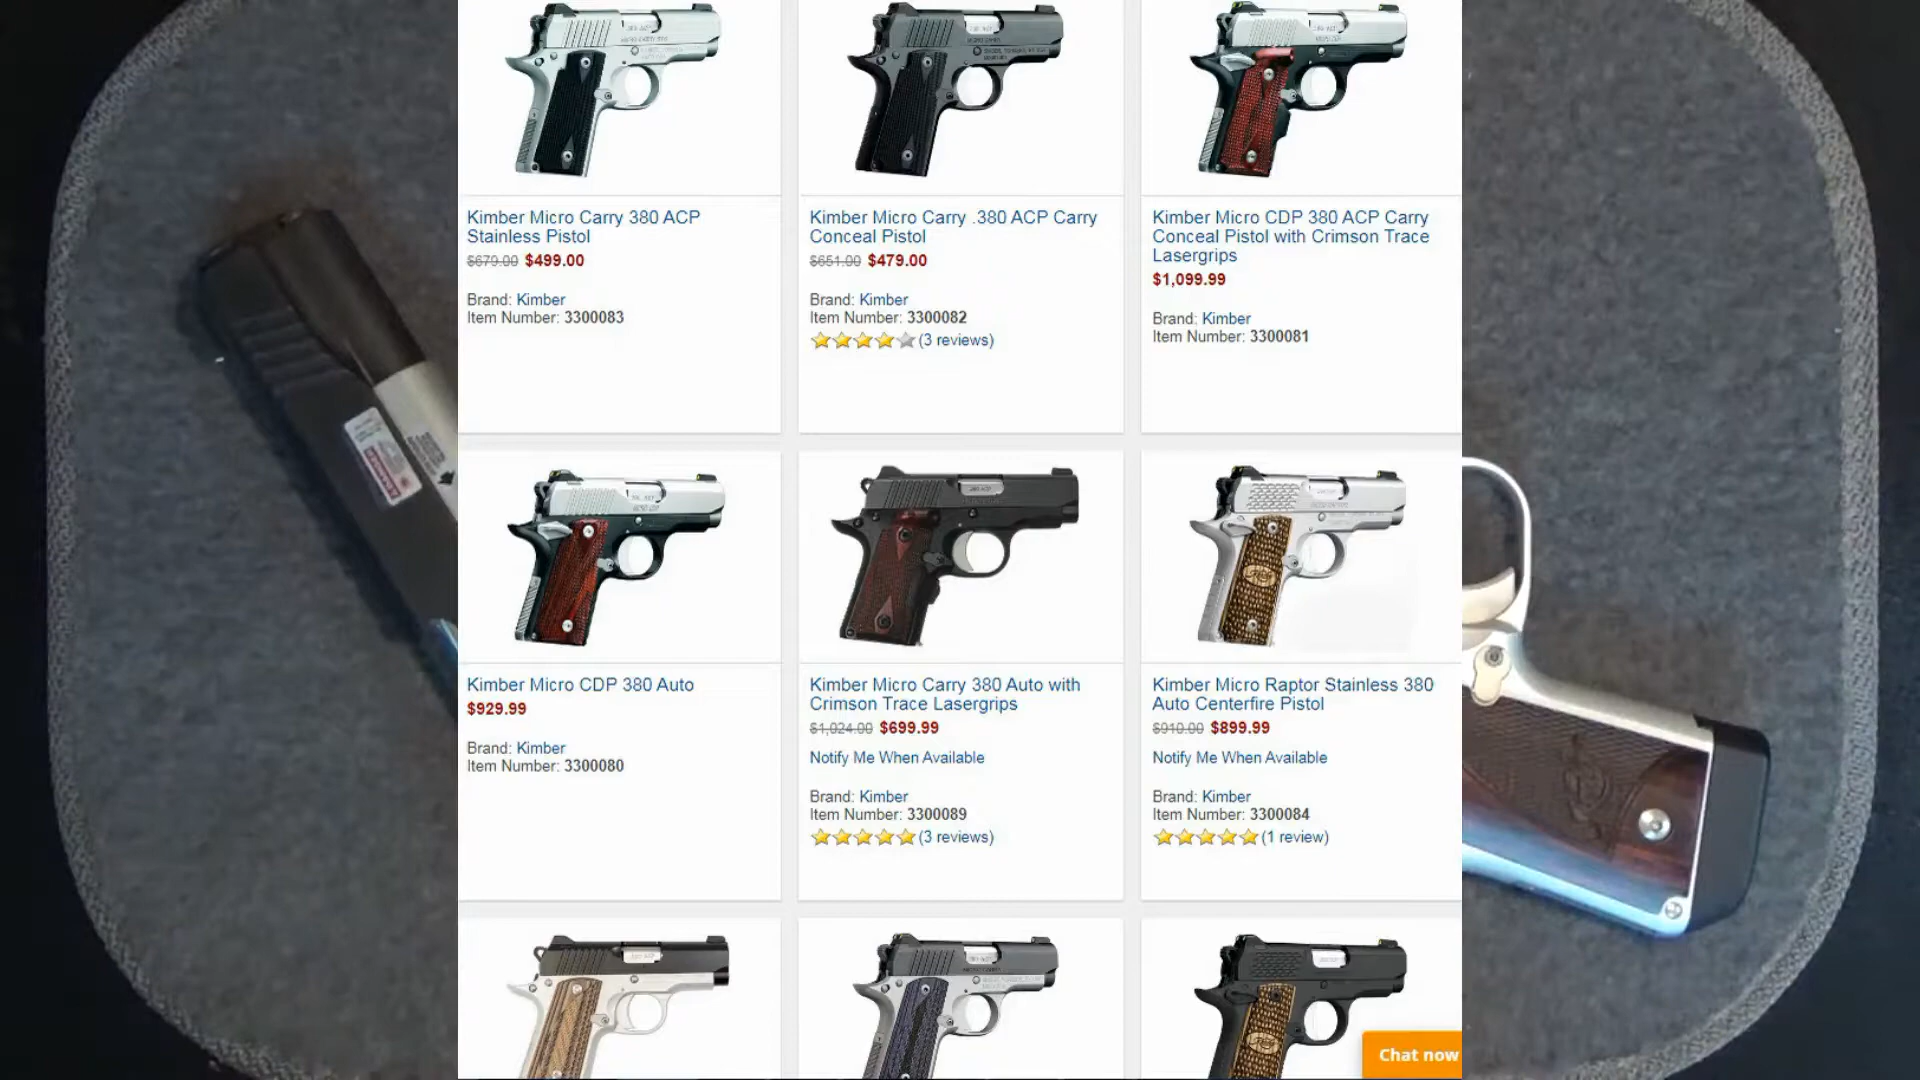 Kimber Micro Carry 380 ACP
Stainless Pistol
$679.00 $499.00
Brand: Kimber
Item Number: 3300083
Kimber Micro Carry .380 ACP Carry
Conceal Pistol
$651.00 $479.00
Brand: Kimber
Item Number: 3300082
(3 reviews)
Kimber Micro CDP 380 ACP Carry
Conceal Pistol with Crimson Trace
Lasergrips
$1,099.99
Brand: Kimber
Item Number: 3300081
Kimber Micro CDP 380 Auto
$929.99
Brand: Kimber
Item Number: 3300080
Kimber Micro Carry 380 Auto with
Crimson Trace Lasergrips
$1,024.00 $699.99
Notify Me When Available
Brand: Kimber
Item Number: 3300089
(3 reviews)
Kimber Micro Raptor Stainless 380
Auto Centerfire Pistol
$910.00 $899.99
Notify Me When Available
Brand: Kimber
Item Number: 3300084
(1 review)
Chat now